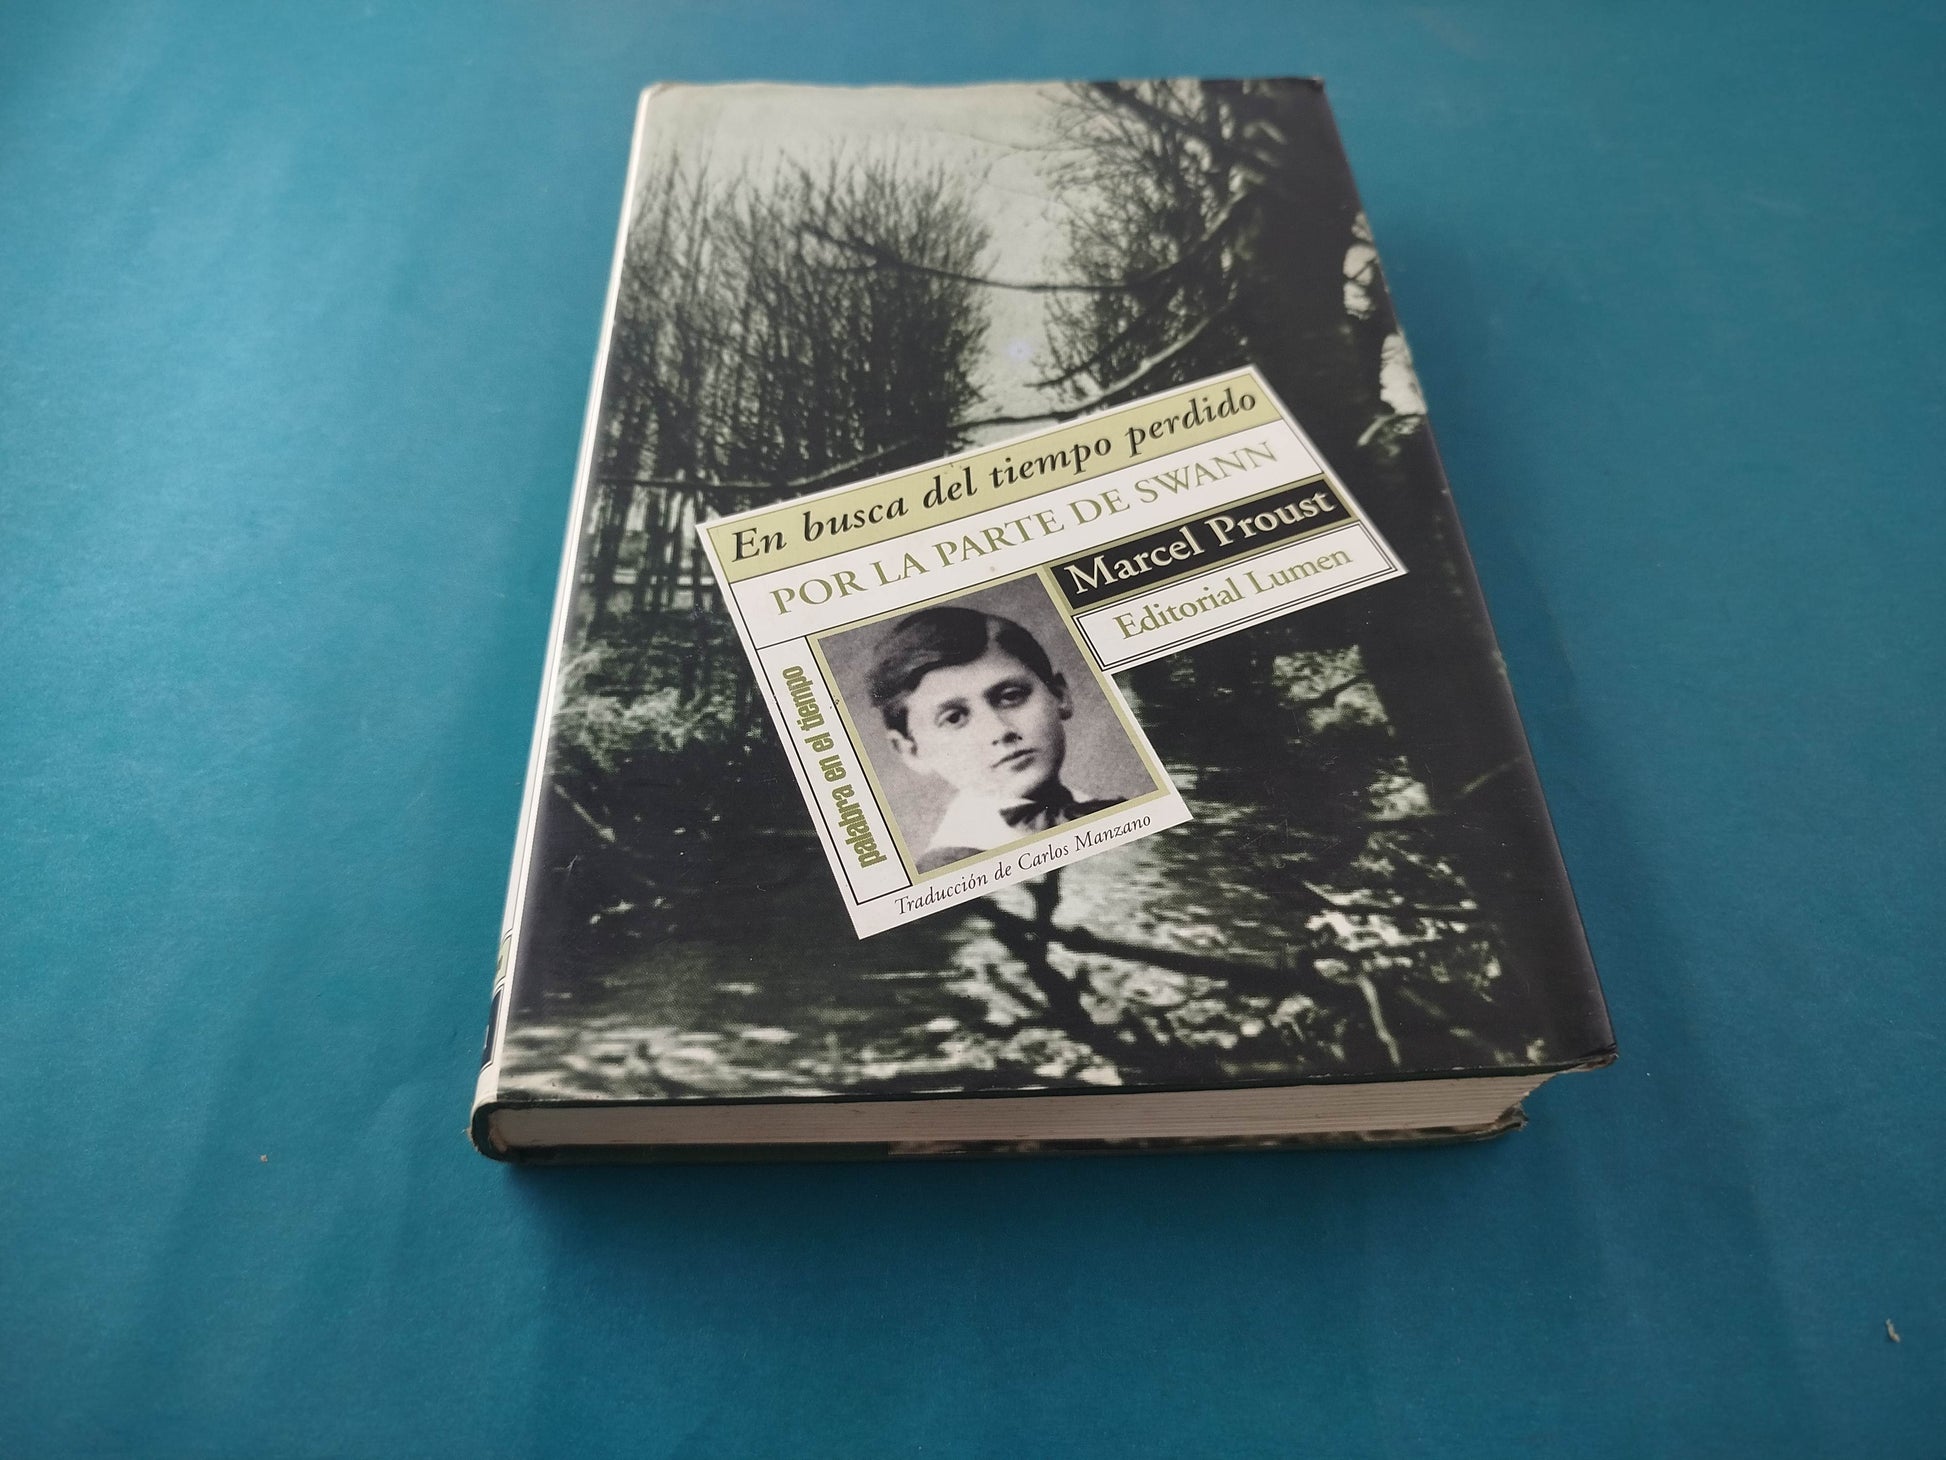 En busca del tiempo perdido
POR LA PARTE DE SWANN
Marcel Proust
Editorial Lumen
palabra en el tiempo
Traducción de Carlos Manzano